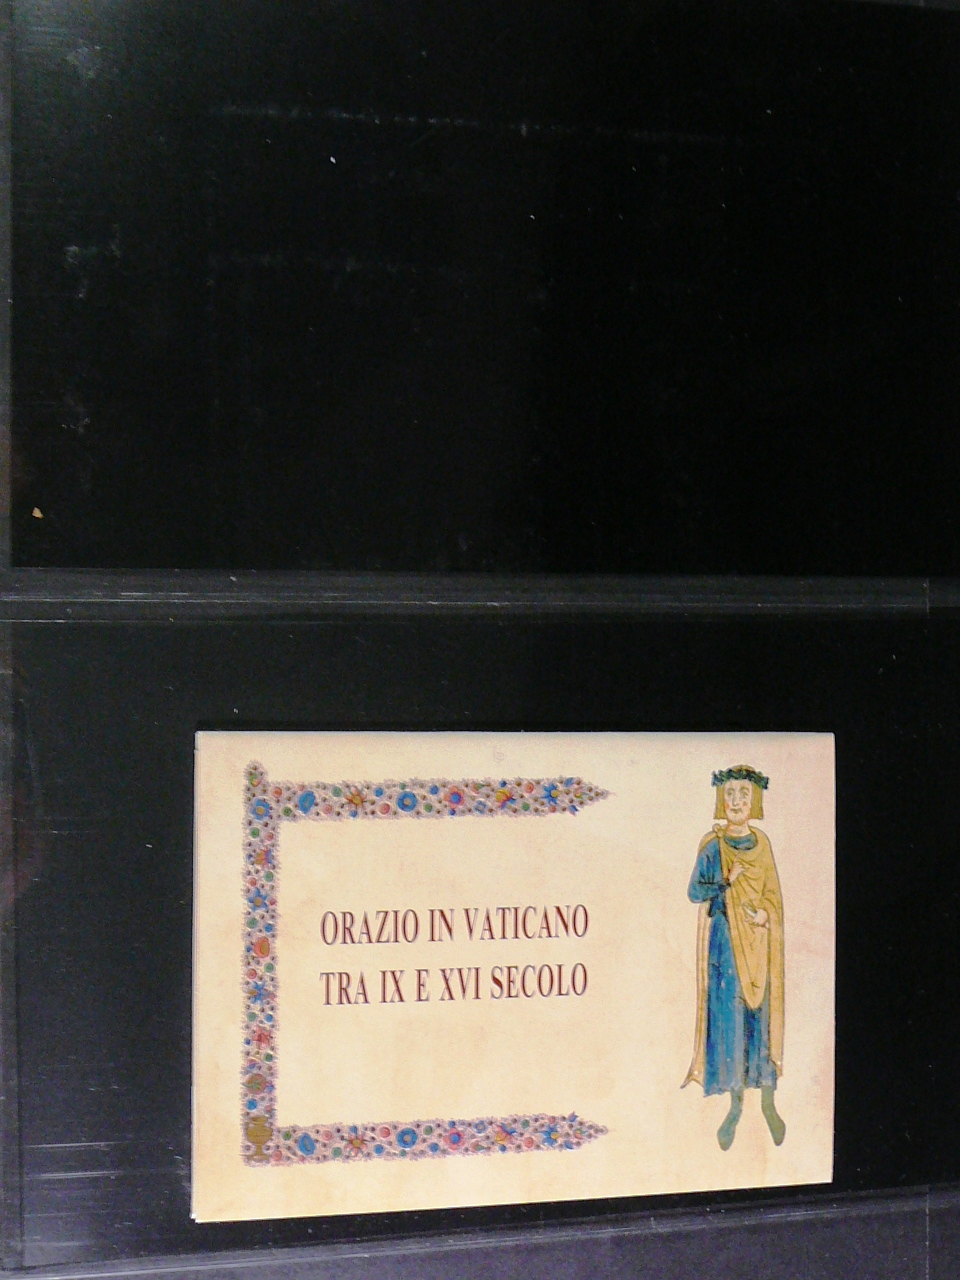 ORAZIO IN VATICANO
TRA IX E XVI SECOLO